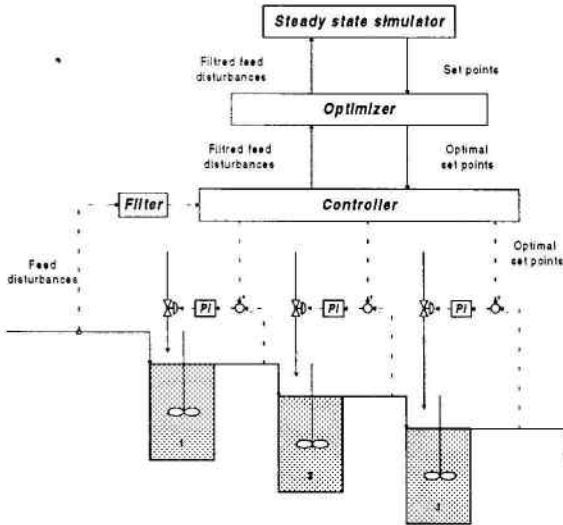 Steady state simulator
Filtred feed
disturbances
Set points
Optimizer
Filtred feed
disturbances
Optimal
set points
Filter
Controller
Feed
disturbances
Optimal
set points
PI
PI
PI
1